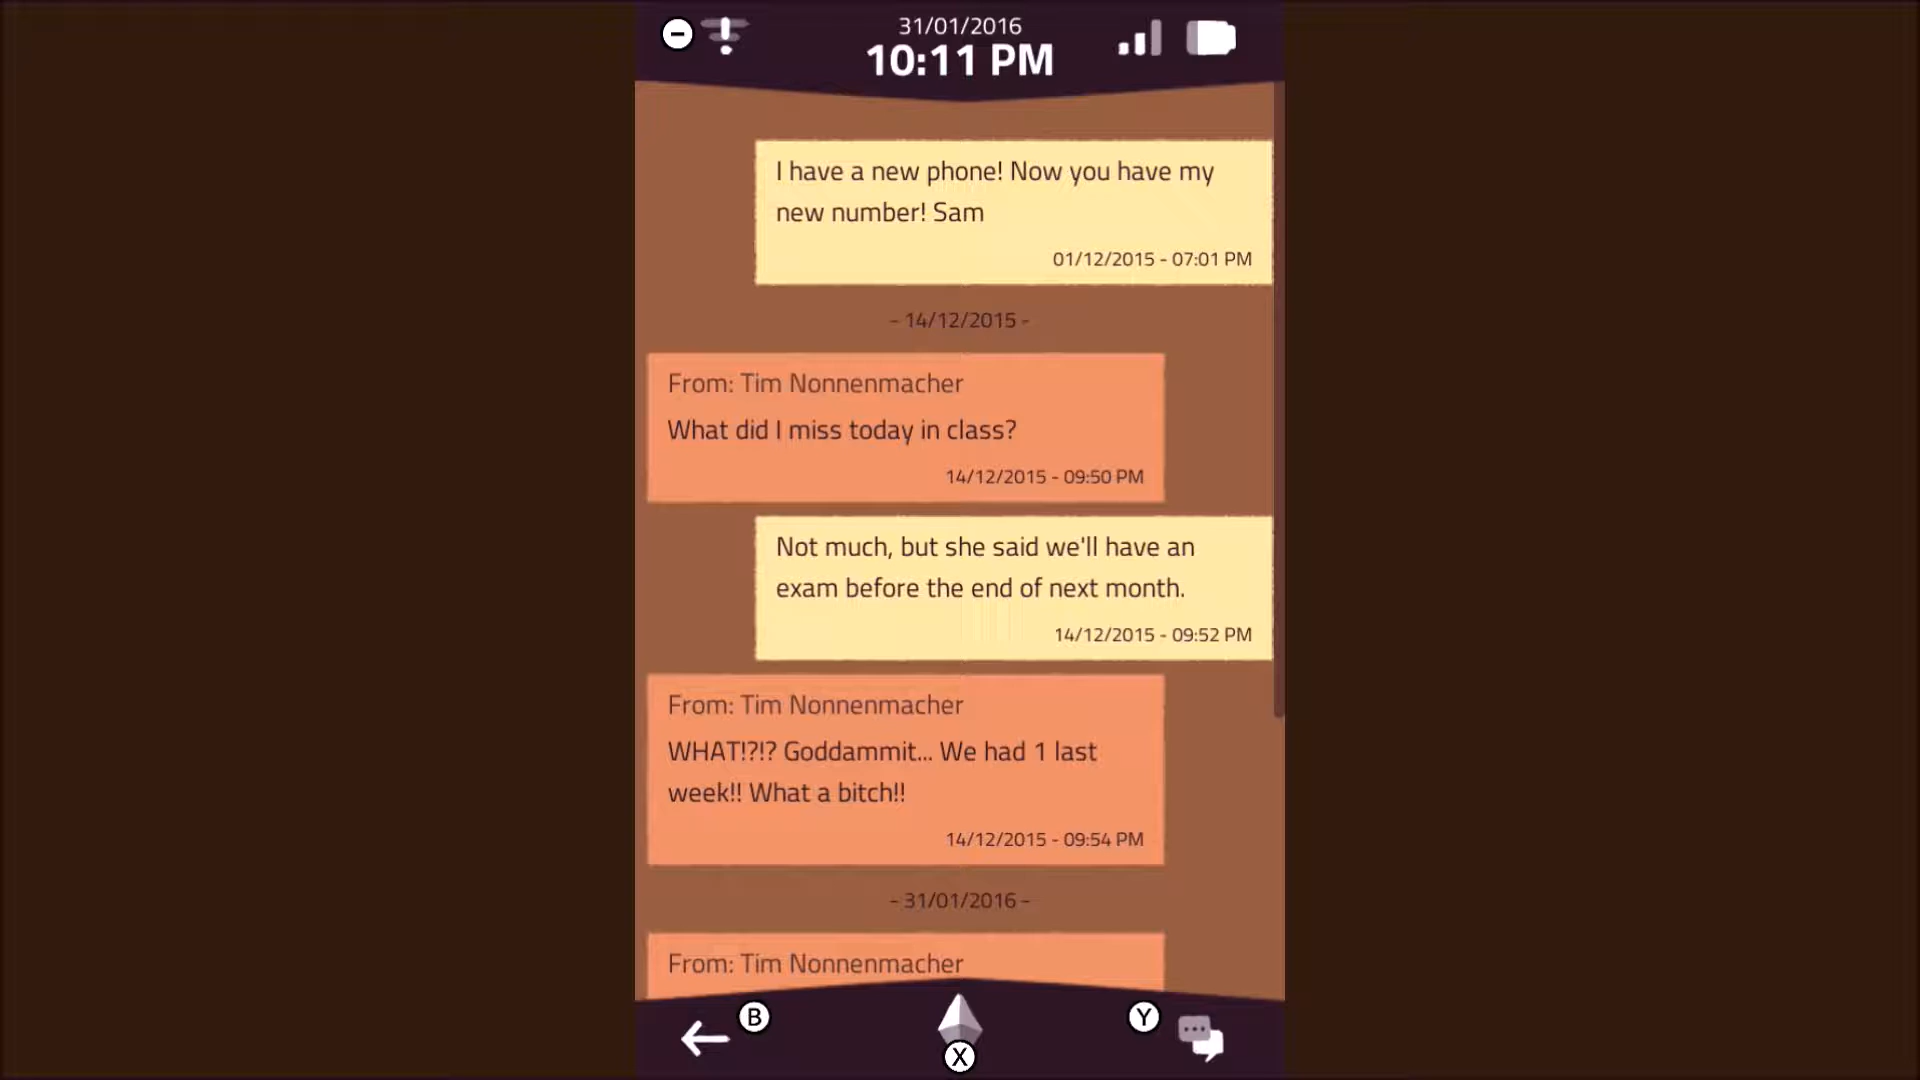 31/01/2016
10:11 PM
I have a new phone! Now you have my
new number! Sam
01/12/2015 - 07:01 PM
- 14/12/2015 -
From: Tim Nonnenmacher
What did I miss today in class?
14/12/2015 - 09:50 PM
Not much, but she said we'll have an
exam before the end of next month.
14/12/2015 - 09:52 PM
From: Tim Nonnenmacher
WHAT!?!? Goddammit... We had 1 last
week!! What a bitch!!
14/12/2015 - 09:54 PM
- 31/01/2016 -
From: Tim Nonnenmacher
B
Y
X